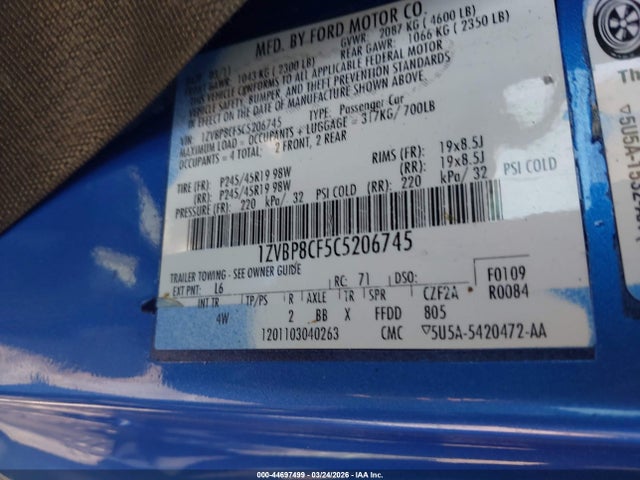 MFD. BY FORD MOTOR CO.
GVWR: 2087 KG ( 4600 LB)
FRONT GAWR: 1043 KG ( 2300 LB)
REAR GAWR: 1066 KG ( 2350 LB)
THIS VEHICLE CONFORMS TO ALL APPLICABLE FEDERAL MOTOR
VEHICLE SAFETY, BUMPER, AND THEFT PREVENTION STANDARDS
IN EFFECT ON THE DATE OF MANUFACTURE SHOWN ABOVE
VIN: 1ZVBP8CF5C5206745
TYPE: Passenger Car
MAXIMUM LOAD = OCCUPANTS + LUGGAGE = 317KG/ 700LB
OCCUPANTS = 4 TOTAL: 2 FRONT, 2 REAR
TIRE (FR): P245/45R19 98W
RIMS (FR): 19x8.5J
(RR): P245/45R19 98W
(RR): 19x8.5J
PRESSURE (FR): 220 kPa/ 32 PSI COLD
(RR): 220 kPa/ 32 PSI COLD
1ZVBP8CF5C5206745
TRAILER TOWING - SEE OWNER GUIDE
EXT PNT: L6 RC: 71 DSO: F0109
INT TR TP/PS R AXLE TR SPR CZF2A R0084
4W 2 BB X FFDD 805
1201103040263 CMC ▽5U5A-5420472-AA
Th
000-44697499 - 03/24/2026 - IAA Inc.